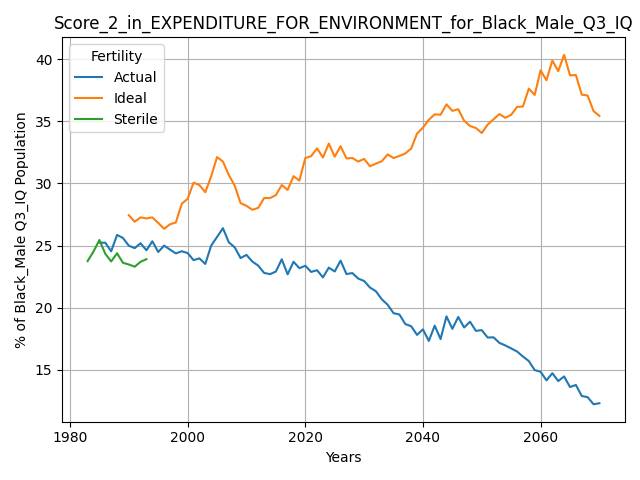 Score_2_in_EXPENDITURE_FOR_ENVIRONMENT_for_Black_Male_Q3_IQ
Fertility
Actual
Ideal
Sterile
% of Black_Male Q3_IQ Population
40
35
30
25
20
15
1980
2000
2020
2040
2060
Years